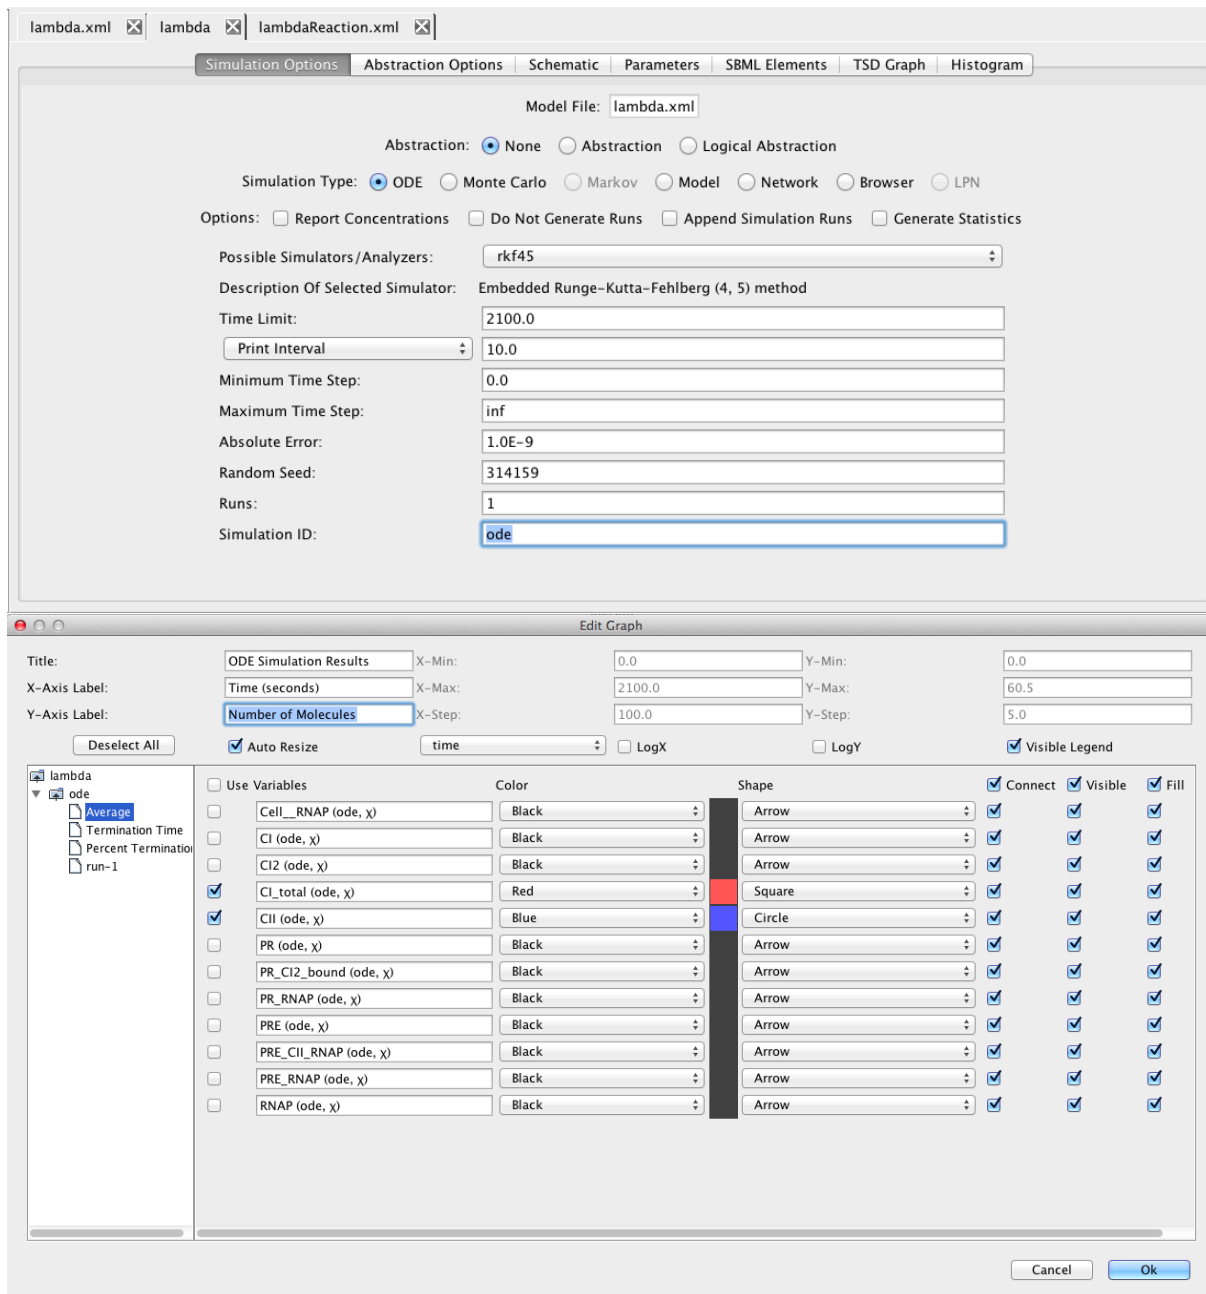 lambda.xml lambda lambdaReaction.xml
Simulation Options Abstraction Options Schematic Parameters SBML Elements TSD Graph Histogram
Model File: lambda.xml
Abstraction: None Abstraction Logical Abstraction
Simulation Type: ODE Monte Carlo Markov Model Network Browser LPN
Options: Report Concentrations Do Not Generate Runs Append Simulation Runs Generate Statistics
Possible Simulators/Analyzers: rkf45
Description Of Selected Simulator: Embedded Runge-Kutta-Fehlberg (4, 5) method
Time Limit: 2100.0
Print Interval 10.0
Minimum Time Step: 0.0
Maximum Time Step: inf
Absolute Error: 1.0E-9
Random Seed: 314159
Runs: 1
Simulation ID: ode
Edit Graph
Title: ODE Simulation Results X-Min: 0.0 Y-Min: 0.0
X-Axis Label: Time (seconds) X-Max: 2100.0 Y-Max: 60.5
Y-Axis Label: Number of Molecules X-Step: 100.0 Y-Step: 5.0
Deselect All Auto Resize time LogX LogY Visible Legend
lambda
ode
Average
Termination Time
Percent Termination
run-1
Use Variables Color Shape Connect Visible Fill
Cell__RNAP (ode, χ) Black Arrow
CI (ode, χ) Black Arrow
CI2 (ode, χ) Black Arrow
CI_total (ode, χ) Red Square
CII (ode, χ) Blue Circle
PR (ode, χ) Black Arrow
PR_CI2_bound (ode, χ) Black Arrow
PR_RNAP (ode, χ) Black Arrow
PRE (ode, χ) Black Arrow
PRE_CII_RNAP (ode, χ) Black Arrow
PRE_RNAP (ode, χ) Black Arrow
RNAP (ode, χ) Black Arrow
Cancel Ok